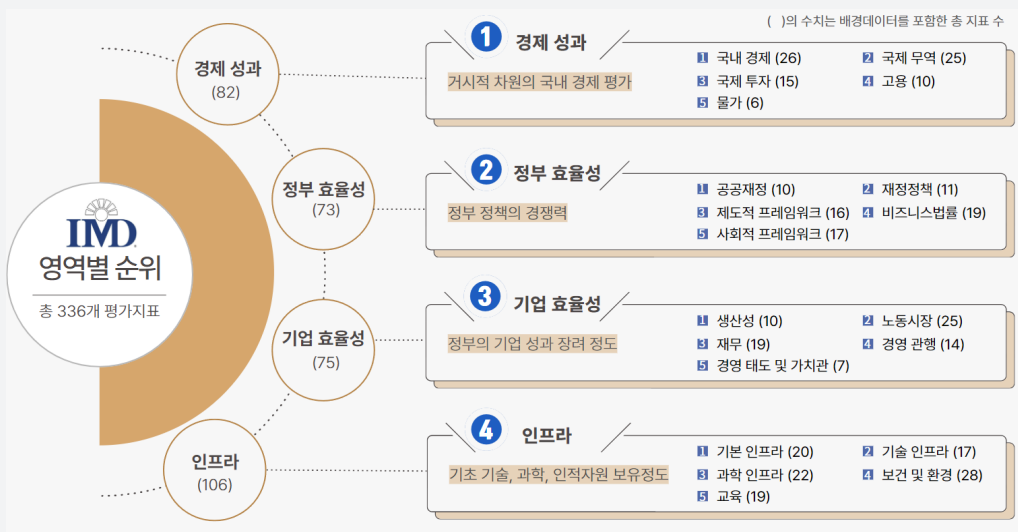 ( )의 수치는 배경데이터를 포함한 총 지표 수
IMD
영역별 순위
총 336개 평가지표
경제 성과
(82)
1 경제 성과
거시적 차원의 국내 경제 평가
1 국내 경제 (26) 2 국제 무역 (25)
3 국제 투자 (15) 4 고용 (10)
5 물가 (6)
정부 효율성
(73)
2 정부 효율성
정부 정책의 경쟁력
1 공공재정 (10) 2 재정정책 (11)
3 제도적 프레임워크 (16) 4 비즈니스법률 (19)
5 사회적 프레임워크 (17)
기업 효율성
(75)
3 기업 효율성
정부의 기업 성과 장려 정도
1 생산성 (10) 2 노동시장 (25)
3 재무 (19) 4 경영 관행 (14)
5 경영 태도 및 가치관 (7)
인프라
(106)
4 인프라
기초 기술, 과학, 인적자원 보유정도
1 기본 인프라 (20) 2 기술 인프라 (17)
3 과학 인프라 (22) 4 보건 및 환경 (28)
5 교육 (19)